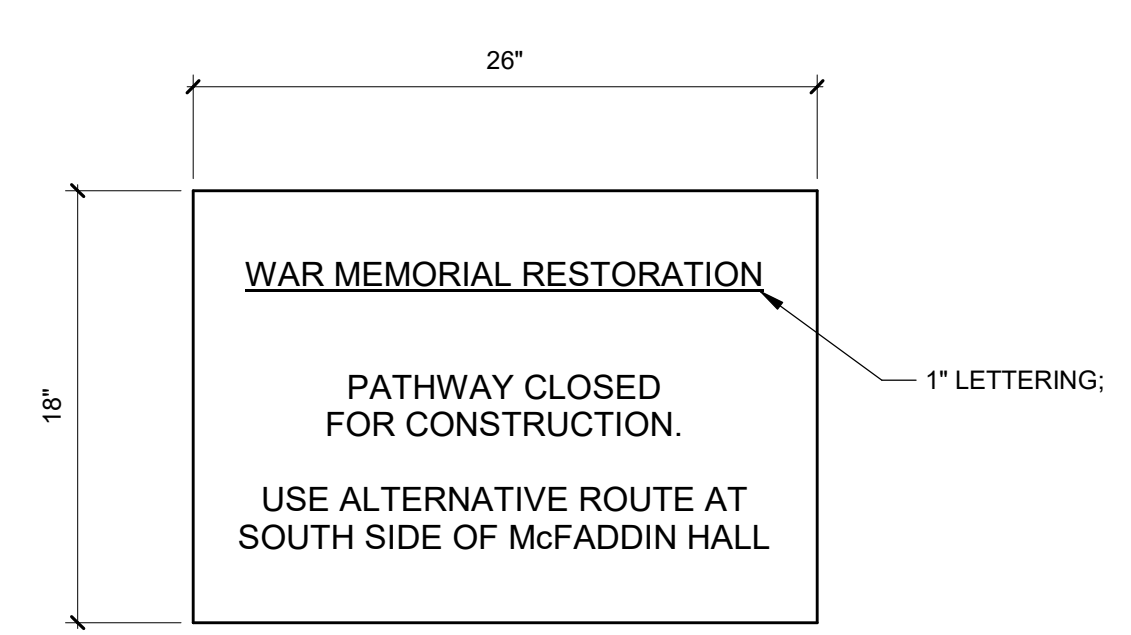 26"
WAR MEMORIAL RESTORATION
18"
1" LETTERING;
PATHWAY CLOSED
FOR CONSTRUCTION.
USE ALTERNATIVE ROUTE AT
SOUTH SIDE OF McFADDIN HALL